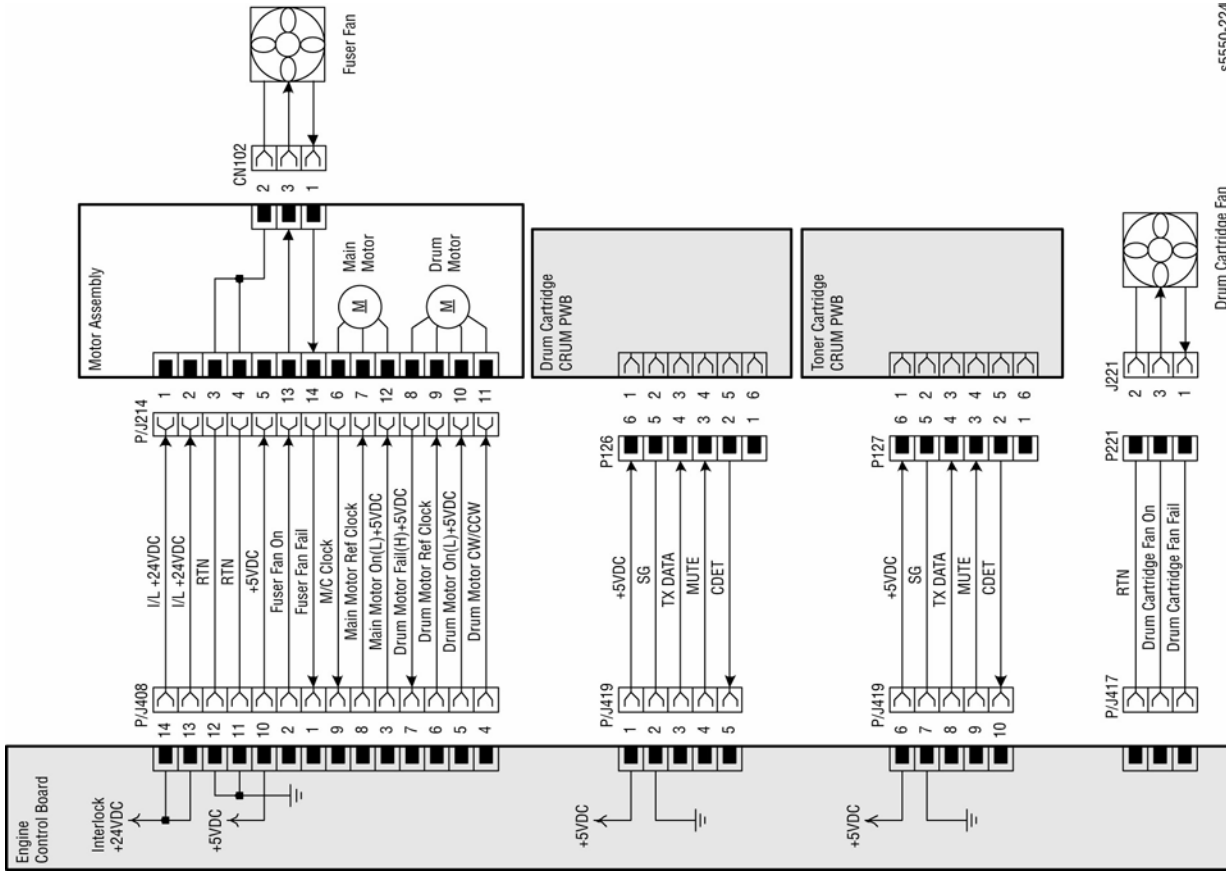 Engine
Control Board
Interlock
+24VDC
+5VDC
P/J408
14
13
12
11
10
2
1
9
8
3
7
6
5
4
I/L +24VDC
I/L +24VDC
RTN
RTN
+5VDC
Fuser Fan On
Fuser Fan Fail
M/C Clock
Main Motor Ref Clock
Main Motor On(L)+5VDC
Drum Motor Fail(H)+5VDC
Drum Motor Ref Clock
Drum Motor On(L)+5VDC
Drum Motor CW/CCW
P/J214
1
2
3
4
5
13
14
6
7
12
8
9
10
11
Motor Assembly
Main
Motor
M
Drum
Motor
M
CN102
2
3
1
Fuser Fan
+5VDC
P/J419
1
2
3
4
5
+5VDC
SG
TX DATA
MUTE
CDET
P126
6
5
4
3
2
1
1
2
3
4
5
6
Drum Cartridge
CRUM PWB
+5VDC
P/J419
6
7
8
9
10
+5VDC
SG
TX DATA
MUTE
CDET
P127
6
5
4
3
2
1
1
2
3
4
5
6
Toner Cartridge
CRUM PWB
P/J417
RTN
Drum Cartridge Fan On
Drum Cartridge Fan Fail
P221
J221
2
3
1
Drum Cartridge Fan
s5550-224